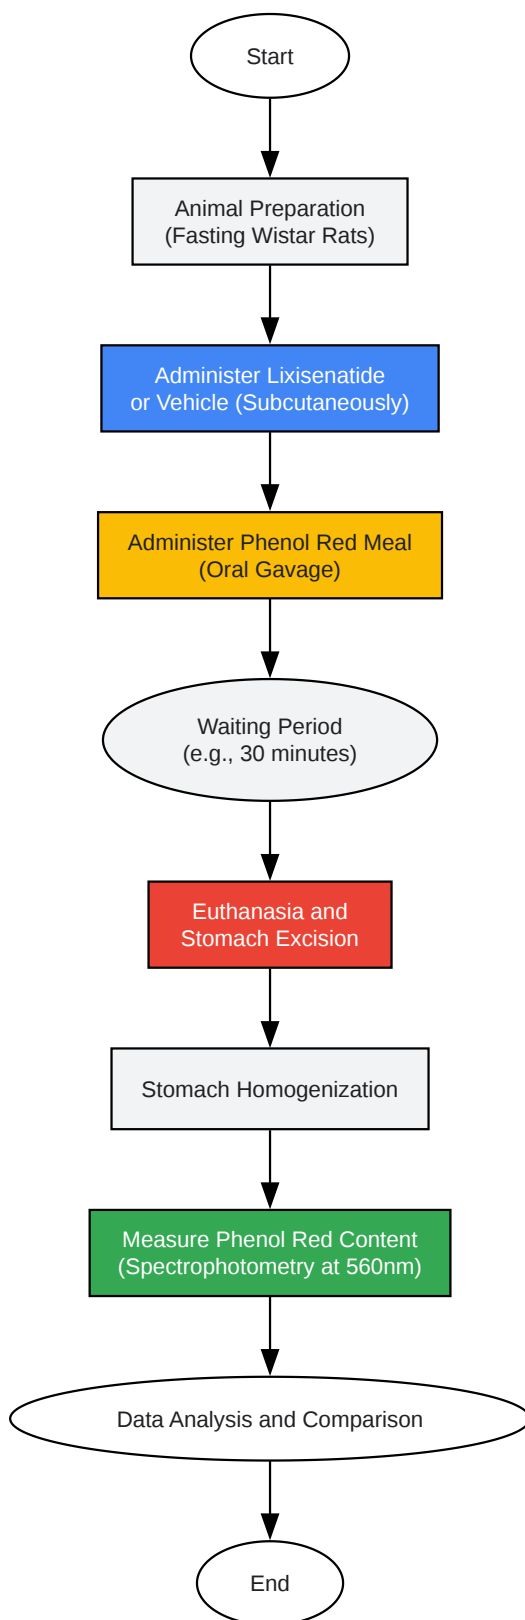 Start
Animal Preparation
(Fasting Wistar Rats)
Administer Lixisenatide
or Vehicle (Subcutaneously)
Administer Phenol Red Meal
(Oral Gavage)
Waiting Period
(e.g., 30 minutes)
Euthanasia and
Stomach Excision
Stomach Homogenization
Measure Phenol Red Content
(Spectrophotometry at 560nm)
Data Analysis and Comparison
End